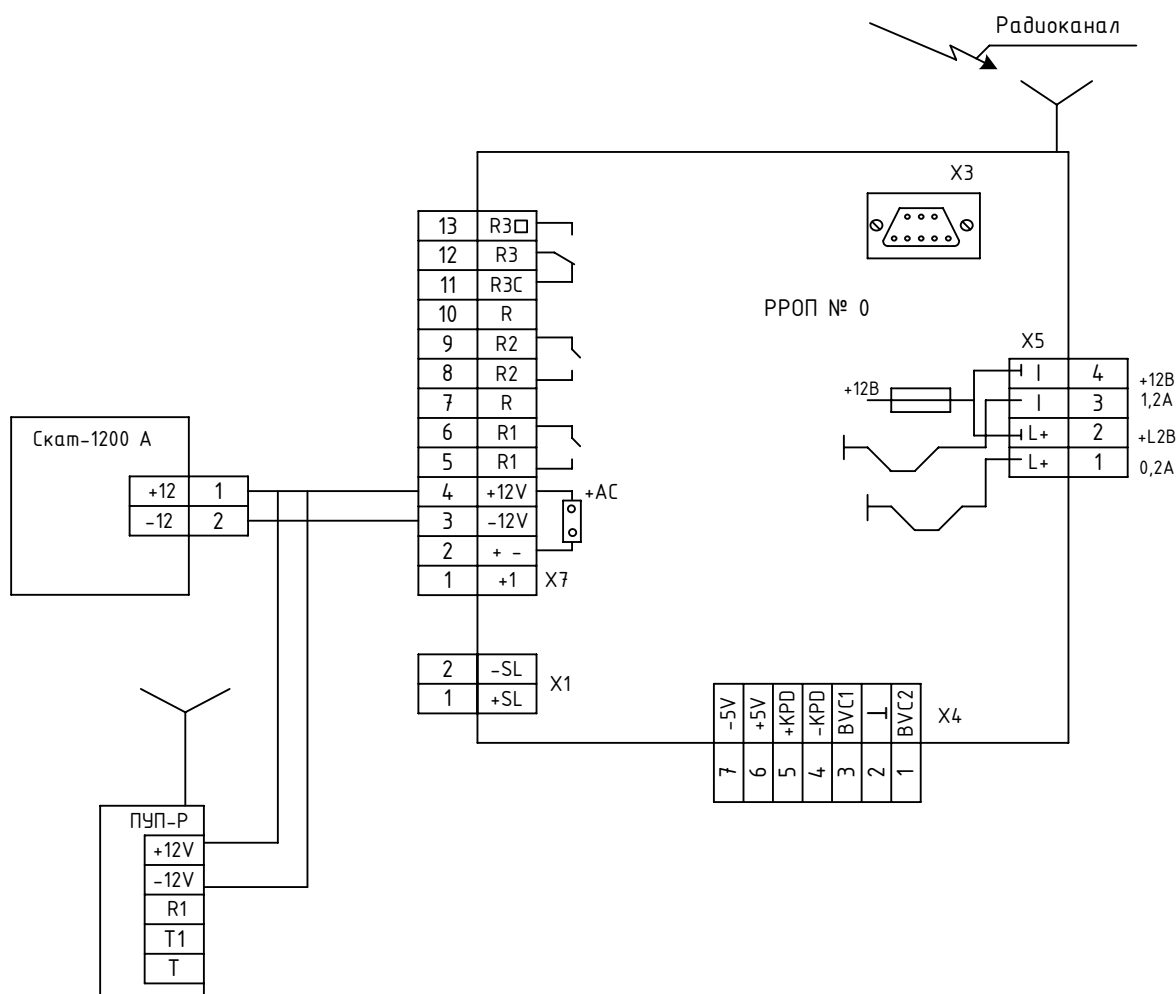 Радиоканал
X3
13 R3□
12 R3
11 R3C
10 R
9 R2
8 R2
7 R
6 R1
5 R1
4 +12V
3 -12V
2 + -
1 +1
X7
+AC
РРОП № 0
X5
+12В
I 4
I 3
L+ 2
L+ 1
+12В
1,2А
+L2В
0,2А
Скат-1200 А
+12 1
-12 2
2 -SL
1 +SL
X1
-5V
+5V
+KPD
-KPD
BVC1
⊥
BVC2
7
6
5
4
3
2
1
X4
ПУП-Р
+12V
-12V
R1
T1
T